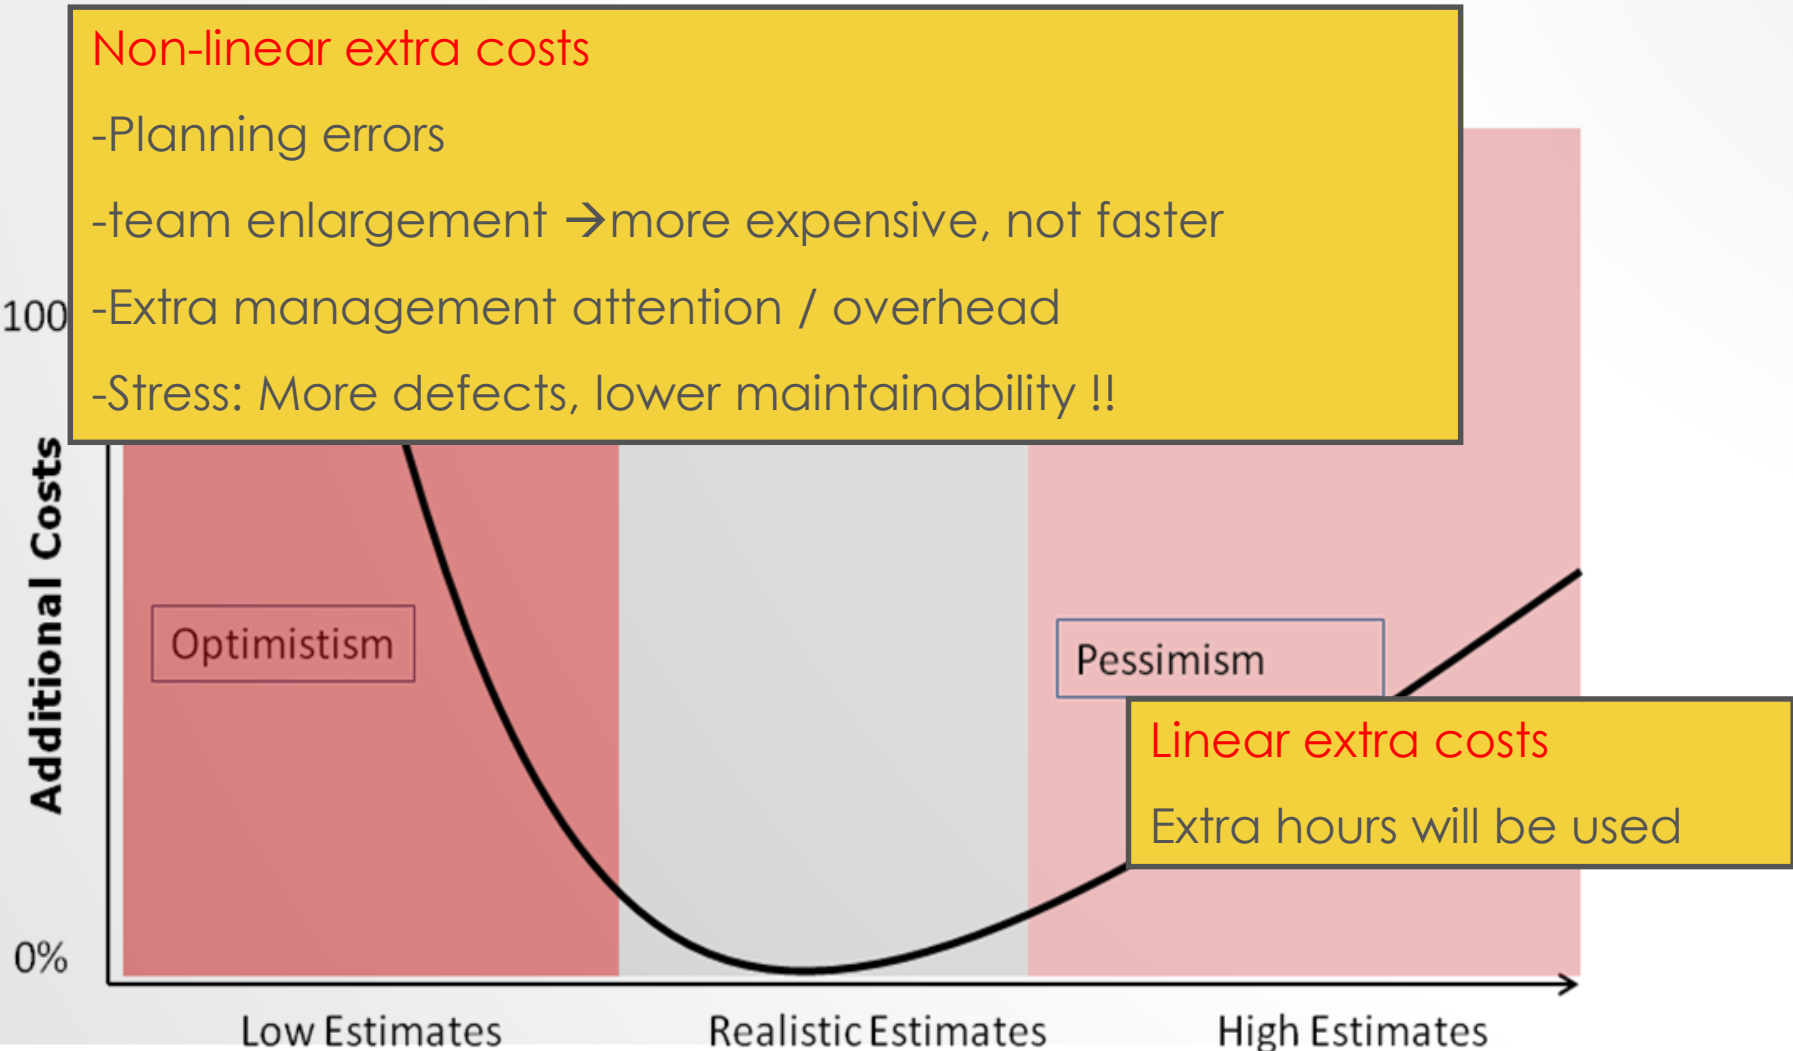 Non-linear extra costs
-Planning errors
-team enlargement →more expensive, not faster
-Extra management attention / overhead
-Stress: More defects, lower maintainability !!
100
Additional Costs
Optimistism
Pessimism
Linear extra costs
Extra hours will be used
0%
Low Estimates
Realistic Estimates
High Estimates